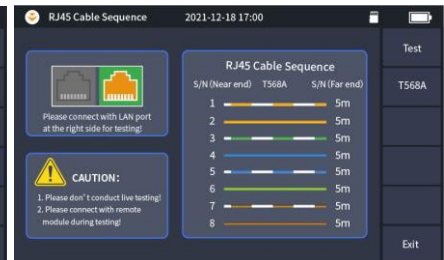 RJ45 Cable Sequence 2021-12-18 17:00
Test
T568A
Exit
Please connect with LAN port
at the right side for testing!
CAUTION:
1. Please don't conduct live testing!
2. Please connect with remote
module during testing!
RJ45 Cable Sequence
S/N (Near end) T568A S/N (Far end)
1 5m
2 5m
3 5m
4 5m
5 5m
6 5m
7 5m
8 5m